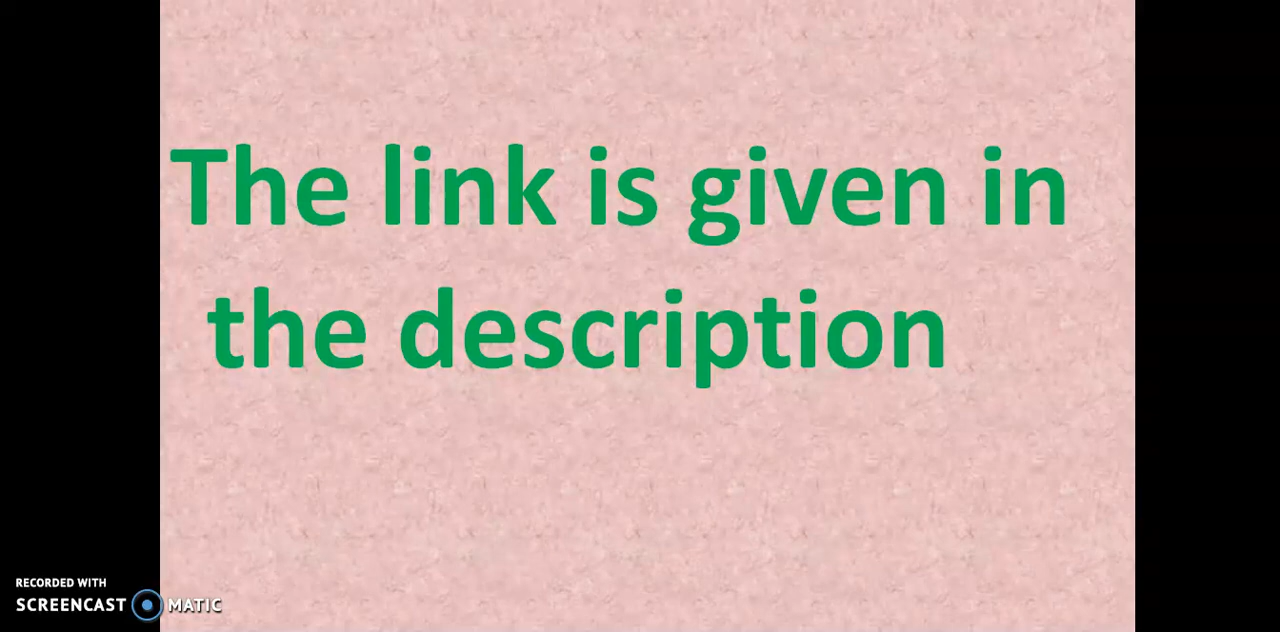 The link is given in
the description
RECORDED WITH
SCREENCAST MATIC